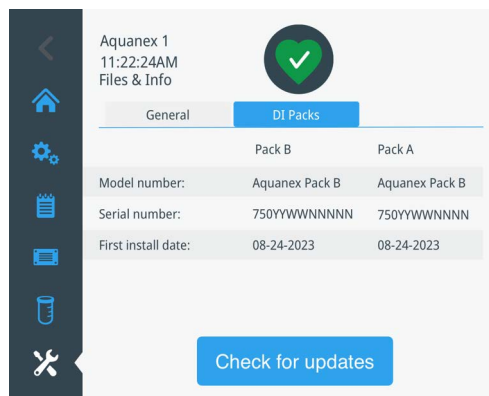 Aquanex 1
11:22:24AM
Files & Info
General DI Packs
Pack B Pack A
Model number: Aquanex Pack B Aquanex Pack B
Serial number: 750YYWWNNNNN 750YYWWNNNN
First install date: 08-24-2023 08-24-2023
Check for updates